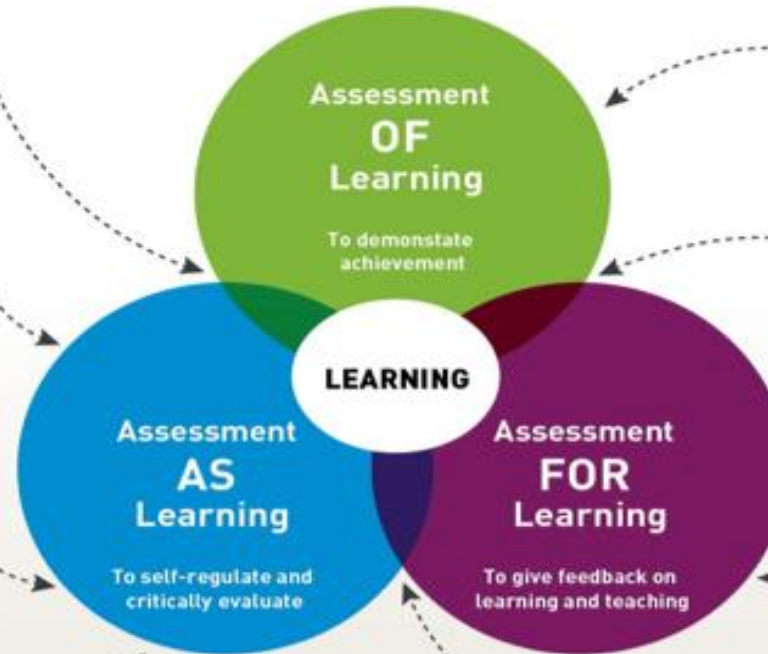 Assessment
OF
Learning
To demonstate
achievement
LEARNING
Assessment
AS
Learning
To self-regulate and
critically evaluate
Assessment
FOR
Learning
To give feedback on
learning and teaching